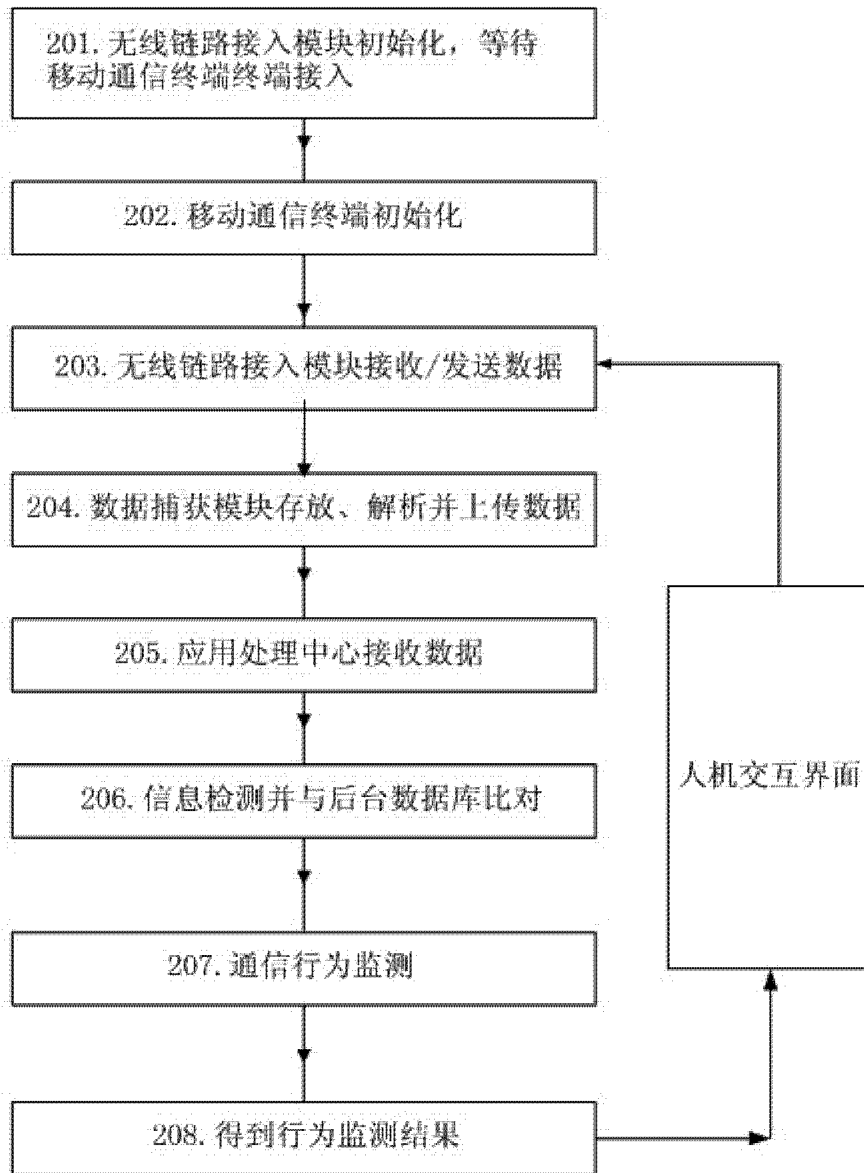 201. 无线链路接入模块初始化，等待
移动通信终端终端接入
202. 移动通信终端初始化
203. 无线链路接入模块接收/发送数据
204. 数据捕获模块存放、解析并上传数据
205. 应用处理中心接收数据
206. 信息检测并与后台数据库比对
207. 通信行为监测
208. 得到行为监测结果
人机交互界面